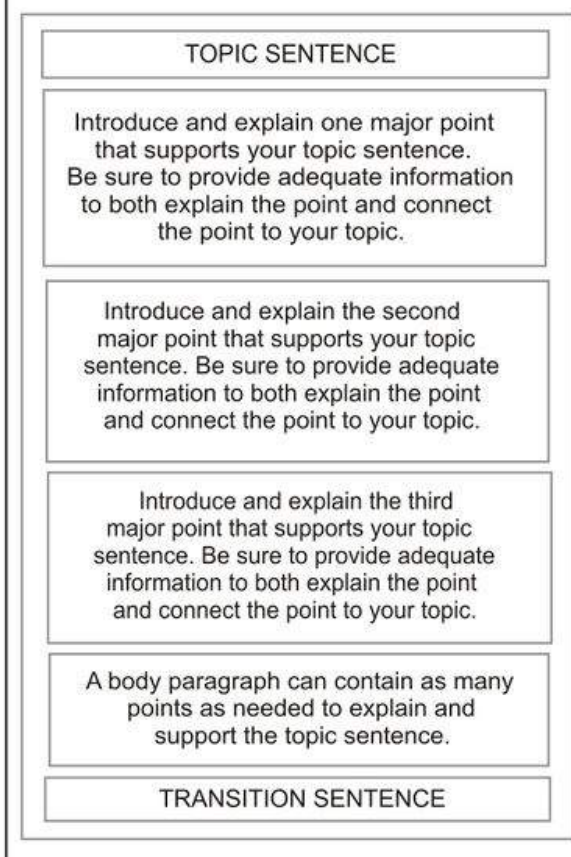 TOPIC SENTENCE
Introduce and explain one major point
that supports your topic sentence.
Be sure to provide adequate information
to both explain the point and connect
the point to your topic.
Introduce and explain the second
major point that supports your topic
sentence. Be sure to provide adequate
information to both explain the point
and connect the point to your topic.
Introduce and explain the third
major point that supports your topic
sentence. Be sure to provide adequate
information to both explain the point
and connect the point to your topic.
A body paragraph can contain as many
points as needed to explain and
support the topic sentence.
TRANSITION SENTENCE